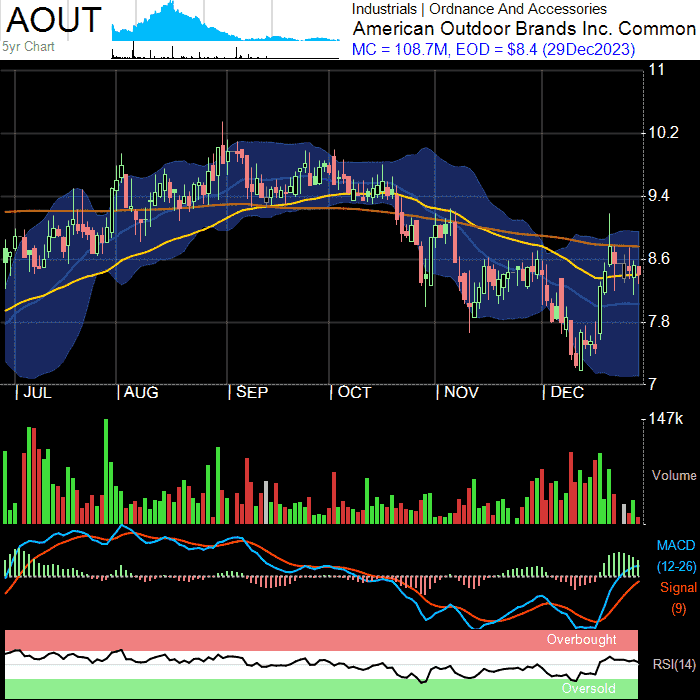 AOUT
5yr Chart
Industrials | Ordnance And Accessories
American Outdoor Brands Inc. Common
MC = 108.7M, EOD = $8.4 (29Dec2023)
11
10.2
9.4
8.6
7.8
7
| JUL | AUG | SEP | OCT | NOV | DEC
147k
Volume
MACD
(12-26)
Signal
(9)
Overbought
RSI(14)
Oversold